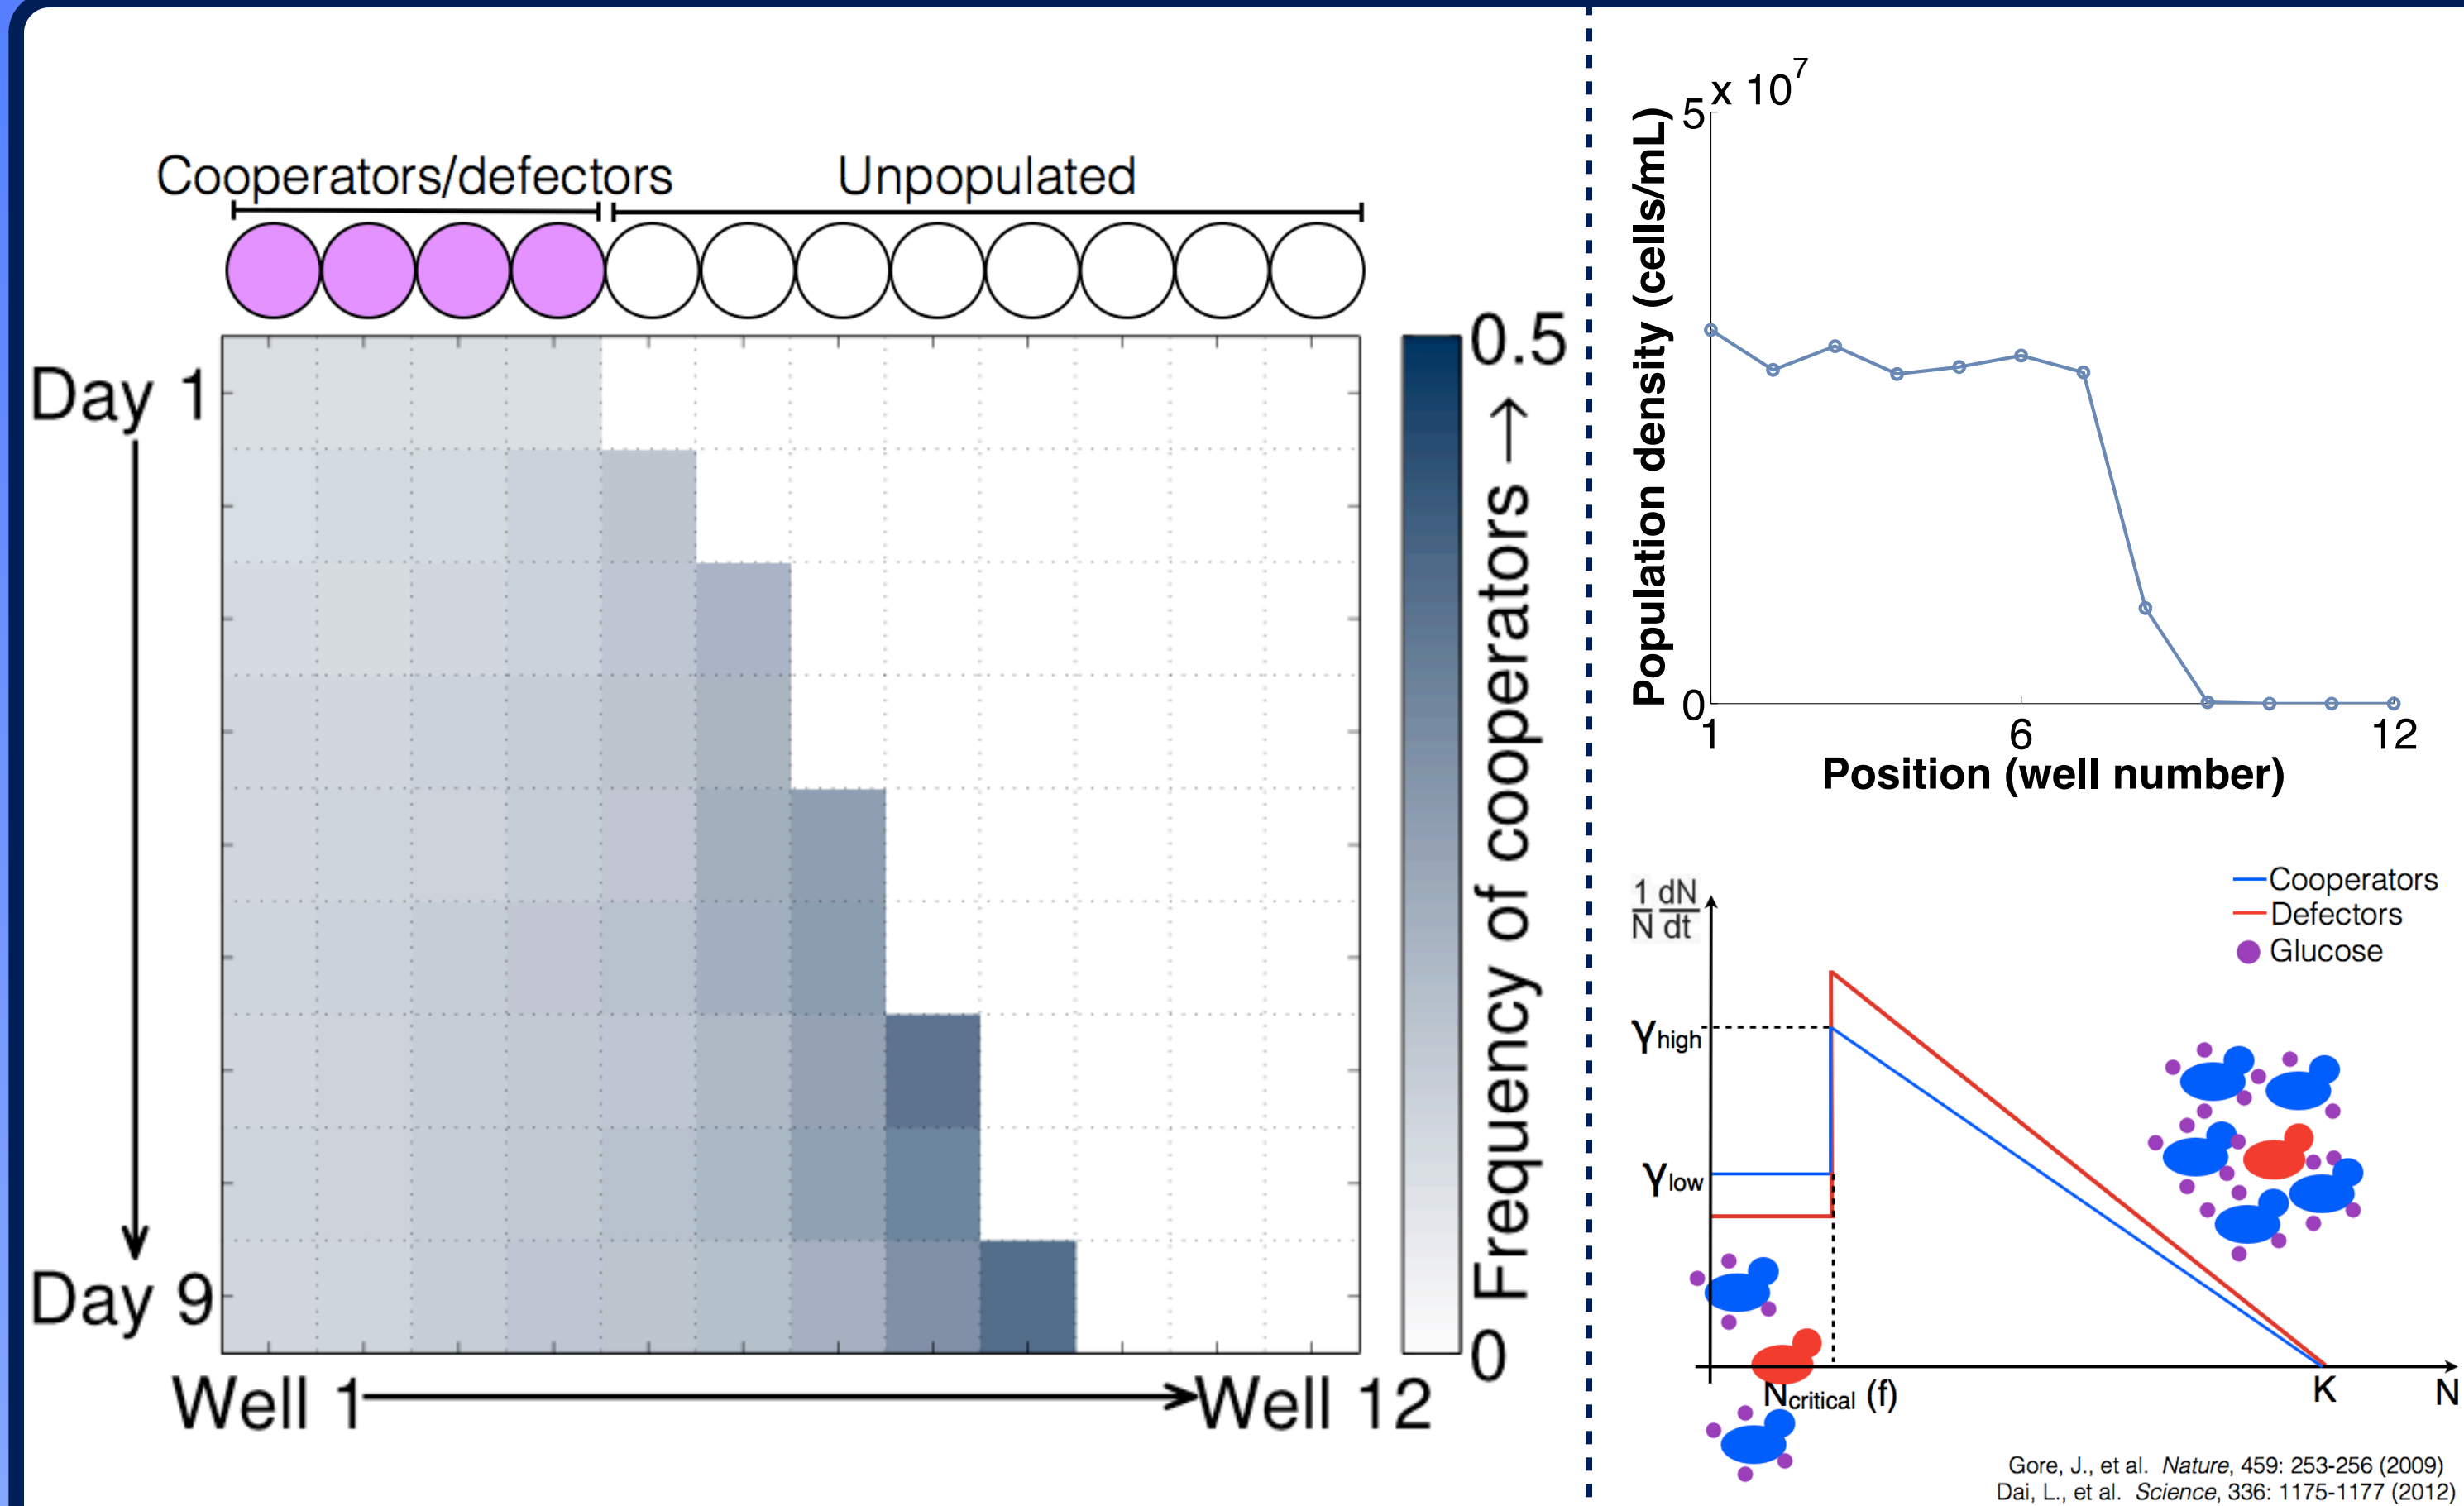 Cooperators/defectors
Unpopulated
Day 1
Day 9
Well 1
Well 12
0.5
Frequency of cooperators →
0
x 10^7
5
Population density (cells/mL)
0
1
6
12
Position (well number)
1/N dN/dt
Cooperators
Defectors
Glucose
γhigh
γlow
Ncritical (f)
K
N
Gore, J., et al. Nature, 459: 253-256 (2009)
Dai, L., et al. Science, 336: 1175-1177 (2012)